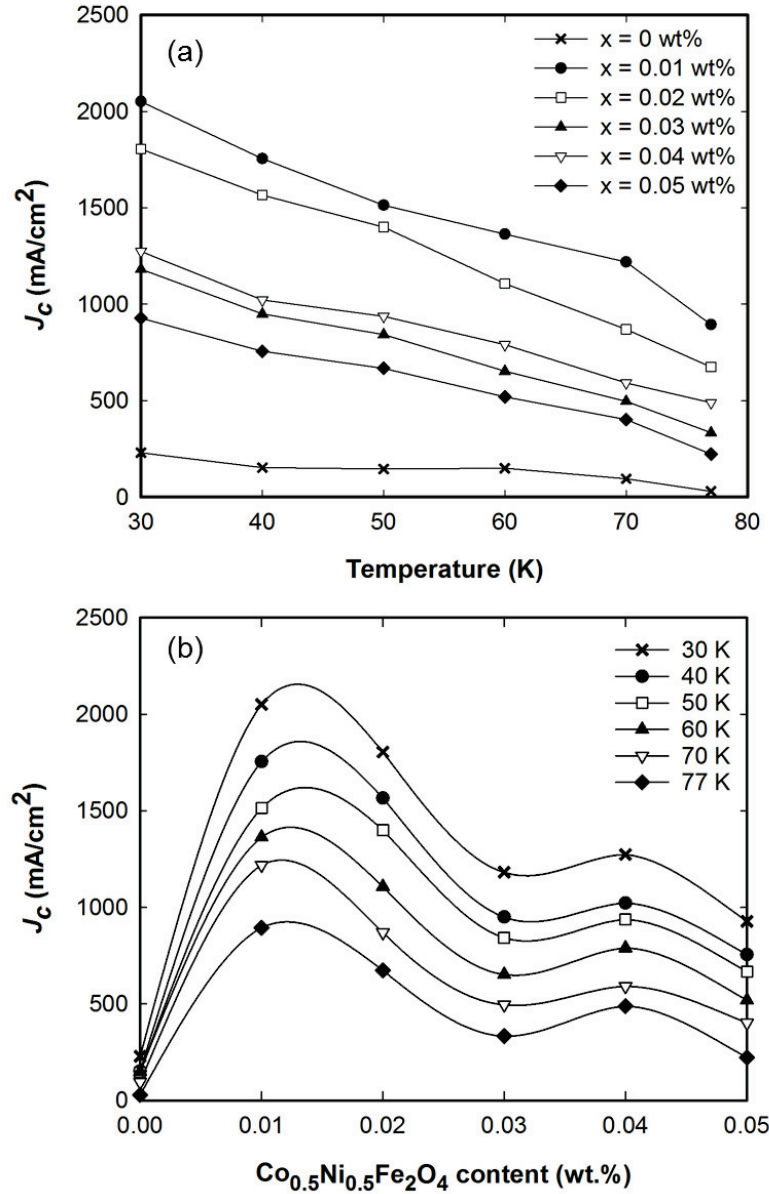 (a)
x = 0 wt%
x = 0.01 wt%
x = 0.02 wt%
x = 0.03 wt%
x = 0.04 wt%
x = 0.05 wt%
2500
2000
1500
1000
500
0
J_c (mA/cm²)
30 40 50 60 70 80
Temperature (K)
(b)
30 K
40 K
50 K
60 K
70 K
77 K
2500
2000
1500
1000
500
0
J_c (mA/cm²)
0.00 0.01 0.02 0.03 0.04 0.05
Co₀.₅Ni₀.₅Fe₂O₄ content (wt.%)